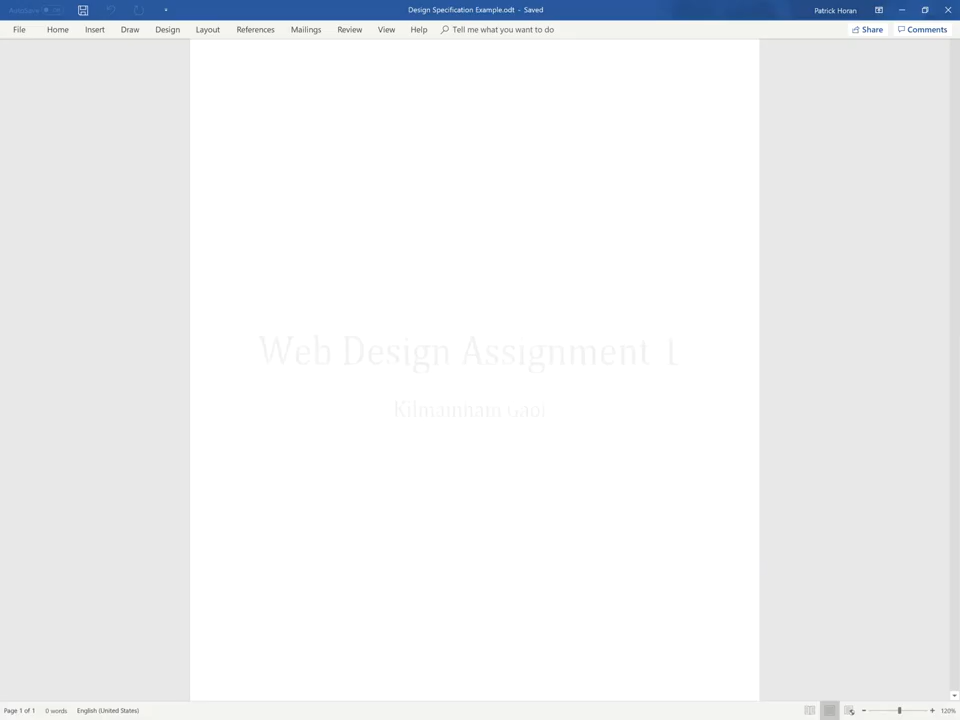 AutoSave Off
Design Specification Example.odt - Saved
Patrick Horan
File Home Insert Draw Design Layout References Mailings Review View Help Tell me what you want to do
Share Comments
Web Design Assignment 1
Kilmainham Gaol
Page 1 of 1 0 words English (United States)
120%